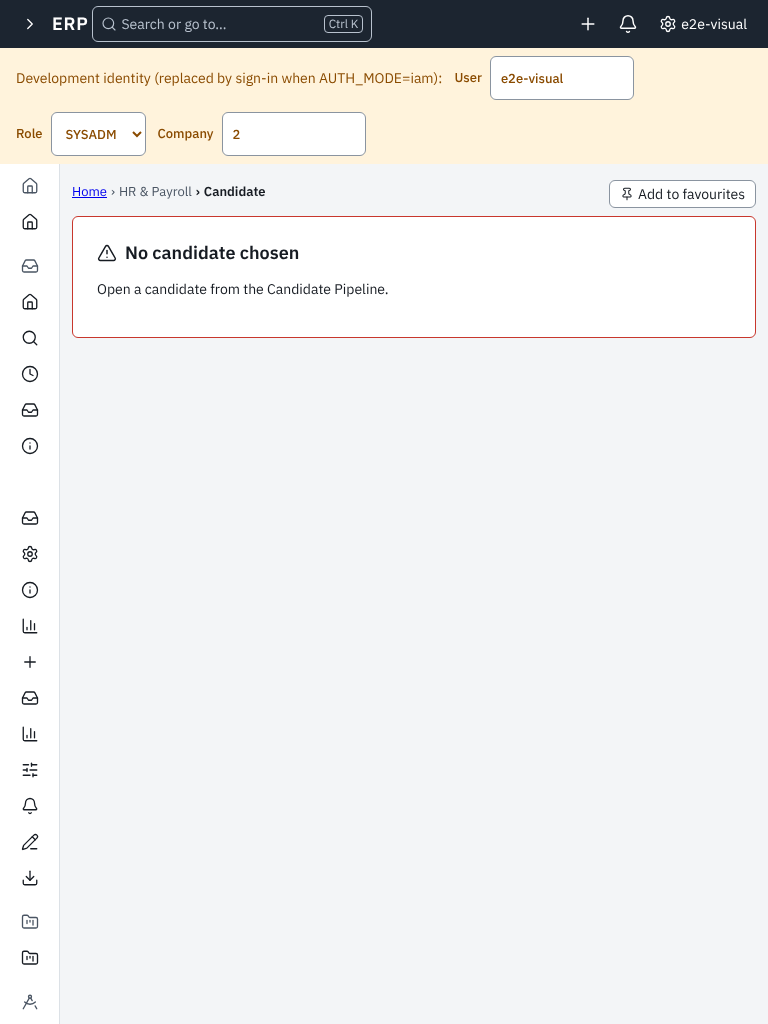 ERP
Search or go to...
Ctrl K
e2e-visual
Development identity (replaced by sign-in when AUTH_MODE=iam):
User
e2e-visual
Role
SYSADM
Company
2
Home › HR & Payroll › Candidate
Add to favourites
No candidate chosen
Open a candidate from the Candidate Pipeline.